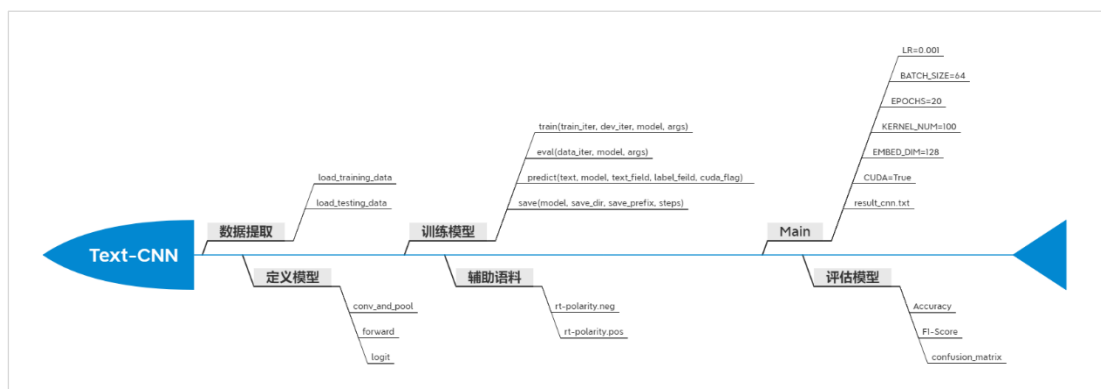 Text-CNN
数据提取
load_training_data
load_testing_data
定义模型
conv_and_pool
forward
logit
训练模型
train(train_iter, dev_iter, model, args)
eval(data_iter, model, args)
predict(text, model, text_field, label_feild, cuda_flag)
save(model, save_dir, save_prefix, steps)
辅助语料
rt-polarity.neg
rt-polarity.pos
Main
LR=0.001
BATCH_SIZE=64
EPOCHS=20
KERNEL_NUM=100
EMBED_DIM=128
CUDA=True
result_cnn.txt
评估模型
Accuracy
F1-Score
confusion_matrix